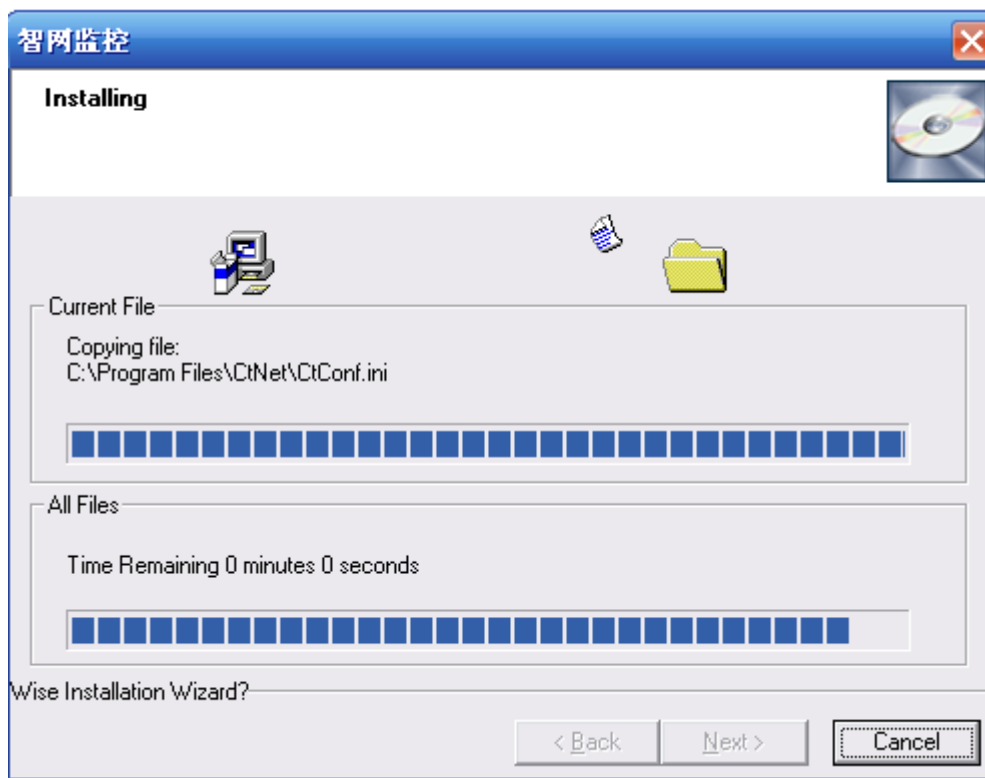 智网监控
Installing
Current File
Copying file:
C:\Program Files\CtNet\CtConf.ini
All Files
Time Remaining 0 minutes 0 seconds
Wise Installation Wizard?
< Back
Next >
Cancel